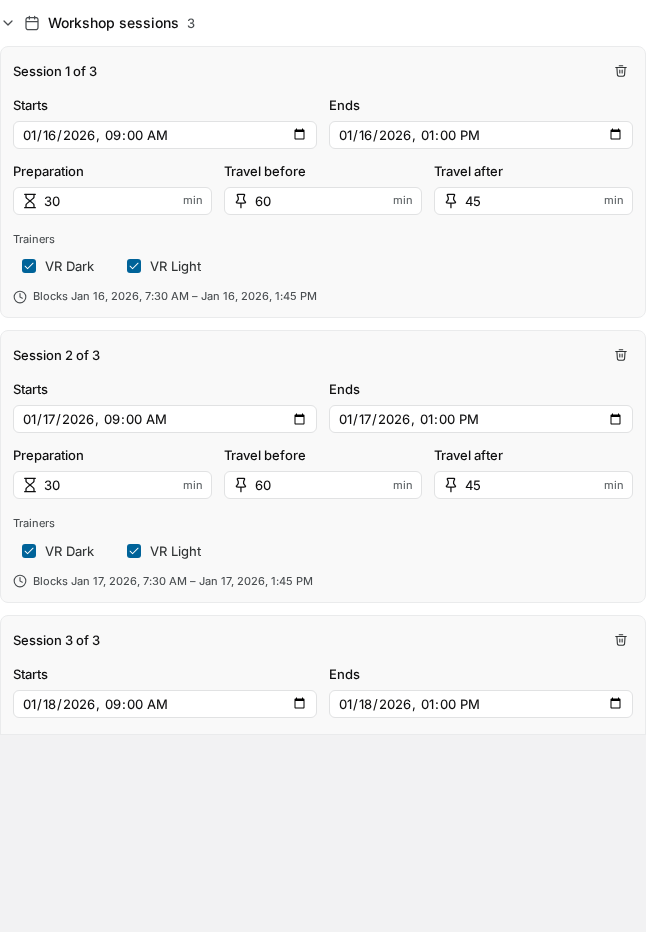 Workshop sessions 3
Session 1 of 3
Starts Ends
01/16/2026, 09:00 AM 01/16/2026, 01:00 PM
Preparation Travel before Travel after
30 min 60 min 45 min
Trainers
VR Dark VR Light
Blocks Jan 16, 2026, 7:30 AM – Jan 16, 2026, 1:45 PM
Session 2 of 3
Starts Ends
01/17/2026, 09:00 AM 01/17/2026, 01:00 PM
Preparation Travel before Travel after
30 min 60 min 45 min
Trainers
VR Dark VR Light
Blocks Jan 17, 2026, 7:30 AM – Jan 17, 2026, 1:45 PM
Session 3 of 3
Starts Ends
01/18/2026, 09:00 AM 01/18/2026, 01:00 PM